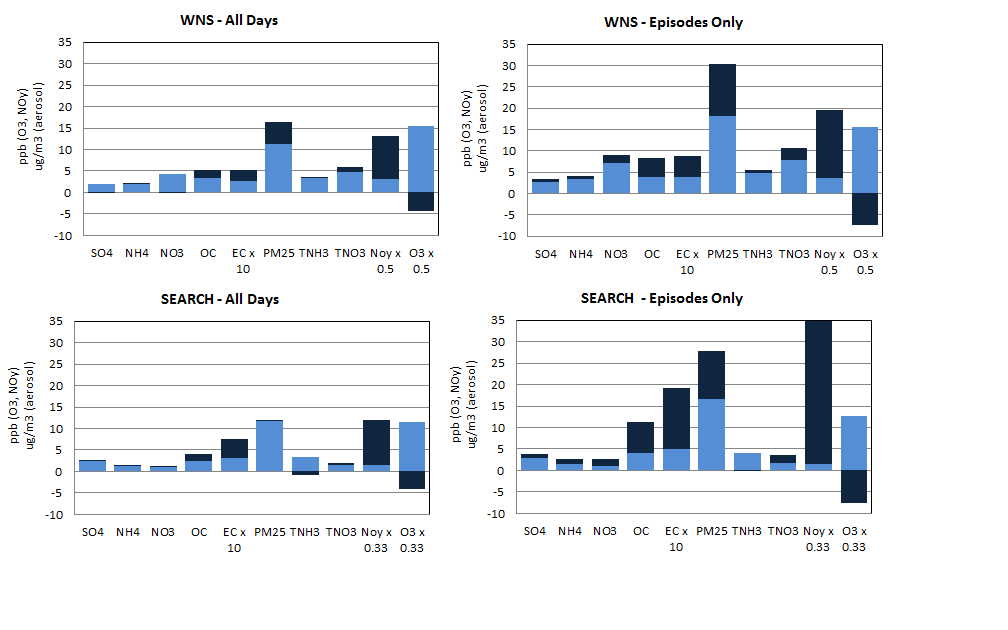 WNS - All Days
ppb (O3, NOy)
ug/m3 (aerosol)
35
30
25
20
15
10
5
0
-5
-10
SO4 NH4 NO3 OC EC x 10 PM25 TNH3 TNO3 Noy x 0.5 O3 x 0.5
WNS - Episodes Only
ppb (O3, NOy)
ug/m3 (aerosol)
35
30
25
20
15
10
5
0
-5
-10
SO4 NH4 NO3 OC EC x 10 PM25 TNH3 TNO3 Noy x 0.5 O3 x 0.5
SEARCH - All Days
ppb (O3, NOy)
ug/m3 (aerosol)
35
30
25
20
15
10
5
0
-5
-10
SO4 NH4 NO3 OC EC x 10 PM25 TNH3 TNO3 Noy x 0.33 O3 x 0.33
SEARCH - Episodes Only
ppb (O3, NOy)
ug/m3 (aerosol)
35
30
25
20
15
10
5
0
-5
-10
SO4 NH4 NO3 OC EC x 10 PM25 TNH3 TNO3 Noy x 0.33 O3 x 0.33